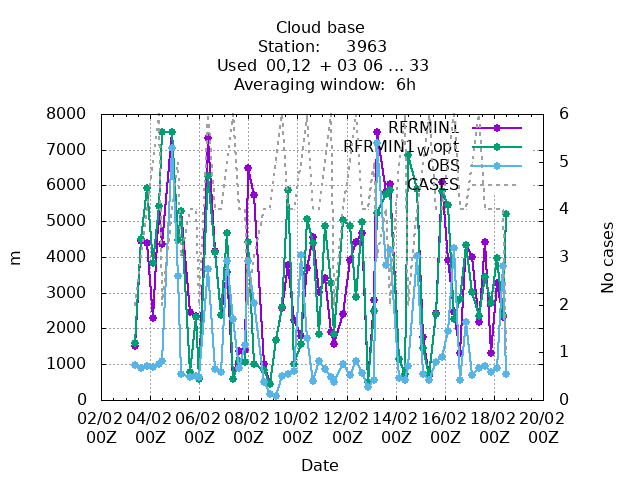 Cloud base
Station: 3963
Used 00,12 + 03 06 ... 33
Averaging window: 6h
RFRMIN1
RFRMIN1w opt
OBS
CASES
8000
7000
6000
5000
4000
3000
2000
1000
0
m
6
5
4
3
2
1
0
No cases
02/02 04/02 06/02 08/02 10/02 12/02 14/02 16/02 18/02 20/02
00Z 00Z 00Z 00Z 00Z 00Z 00Z 00Z 00Z 00Z
Date